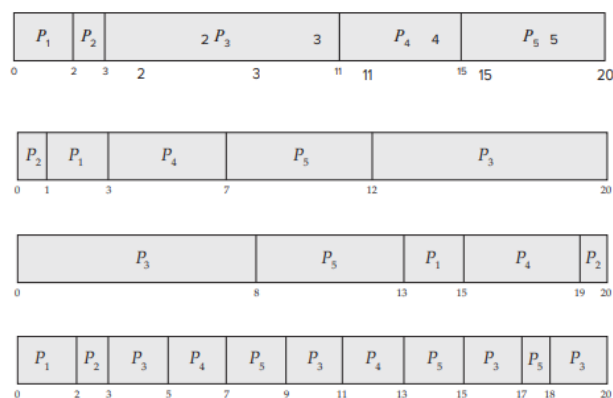 P₁ P₂ 2 P₃ 3 P₄ 4 P₅ 5
0 2 3 2 3 11 11 15 15 20
P₂ P₁ P₄ P₅ P₃
0 1 3 7 12 20
P₃ P₅ P₁ P₄ P₂
0 8 13 15 19 20
P₁ P₂ P₃ P₄ P₅ P₃ P₄ P₅ P₃ P₅ P₃
0 2 3 5 7 9 11 13 15 17 18 20